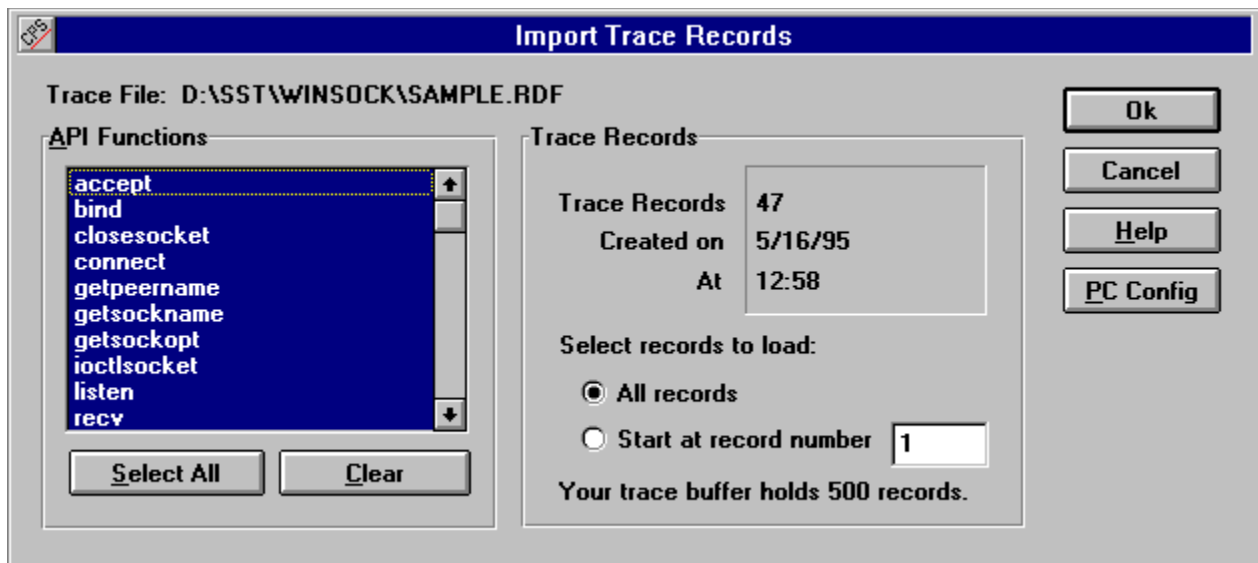 CPS
Import Trace Records
Trace File: D:\SST\WINSOCK\SAMPLE.RDF
API Functions
accept
bind
closesocket
connect
getpeername
getsockname
getsockopt
ioctlsocket
listen
recv
Select All
Clear
Trace Records
Trace Records 47
Created on 5/16/95
At 12:58
Select records to load:
All records
Start at record number 1
Your trace buffer holds 500 records.
Ok
Cancel
Help
PC Config